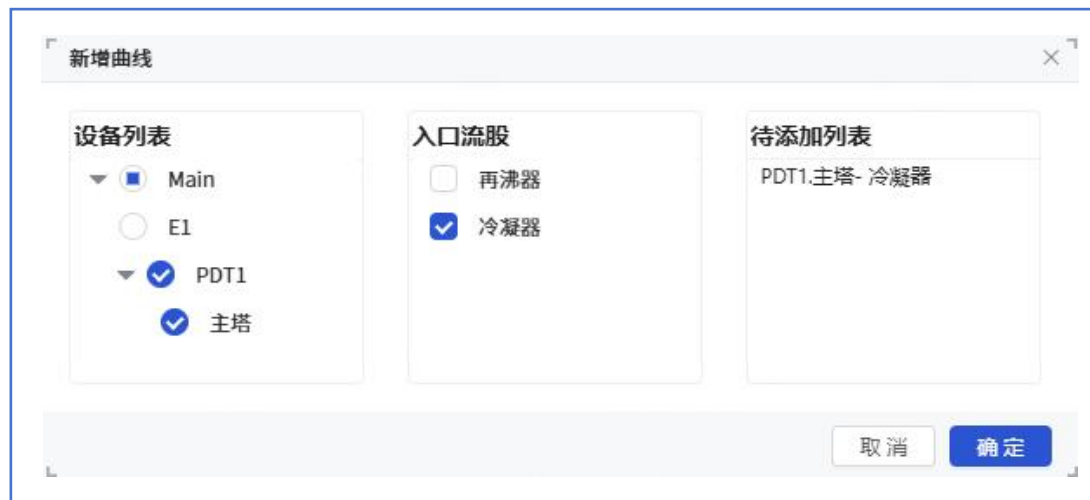 新增曲线
设备列表
Main
E1
PDT1
主塔
入口流股
再沸器
冷凝器
待添加列表
PDT1.主塔- 冷凝器
取消
确定